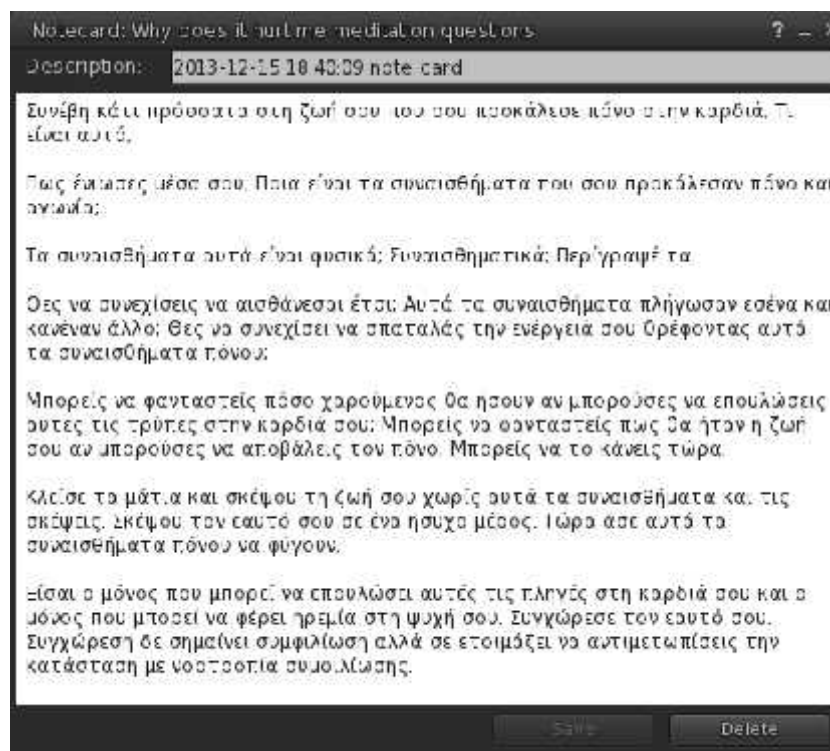 Notecard: Why does it hurt me meditation questions ? _
Description: 2013-12-15 18:40:09 note card
Συνέβη κάτι πρόσφατα στη ζωή σου που σου προκάλεσε πόνο στην καρδιά; Τι
είναι αυτό;
Πως ένιωσες μέσα σου; Ποια είναι τα συναισθήματα που σου προκάλεσαν πόνο και
αγωνία;
Τα συναισθήματα αυτά είναι φυσικά; Συναισθηματικά; Περίγραψέ τα
Θες να συνεχίσεις να αισθάνεσαι έτσι; Αυτά τα συναισθήματα πλήγωσαν εσένα και
κανέναν άλλο; Θες να συνεχίσει να σπαταλάς την ενέργειά σου θρέφοντας αυτά
τα συναισθήματα πόνου;
Μπορείς να φανταστείς πόσο χαρούμενος θα ήσουν αν μπορούσες να επουλώσεις
αυτες τις τρύπες στην καρδιά σου; Μπορείς να φανταστείς πως θα ήταν η ζωή
σου αν μπορούσες να αποβάλεις τον πόνο; Μπορείς να το κάνεις τώρα.
Κλείσε τα μάτια και σκέψου τη ζωή σου χωρίς αυτά τα συναισθήματα και τις
σκέψεις. Σκέψου τον εαυτό σου σε ένα ήσυχο μέρος. Τώρα άσε αυτά τα
συναισθήματα πόνου να φύγουν.
Είσαι ο μόνος που μπορεί να επουλώσει αυτές τις πληγές στη καρδιά σου και ο
μόνος που μπορεί να φέρει ηρεμία στη ψυχή σου. Συγχώρεσε τον εαυτό σου.
Συγχώρεση δε σημαίνει συμφιλίωση αλλά σε ετοιμάζει να αντιμετωπίσεις την
κατάσταση με νοοτροπία συμφιλίωσης.
Save Delete